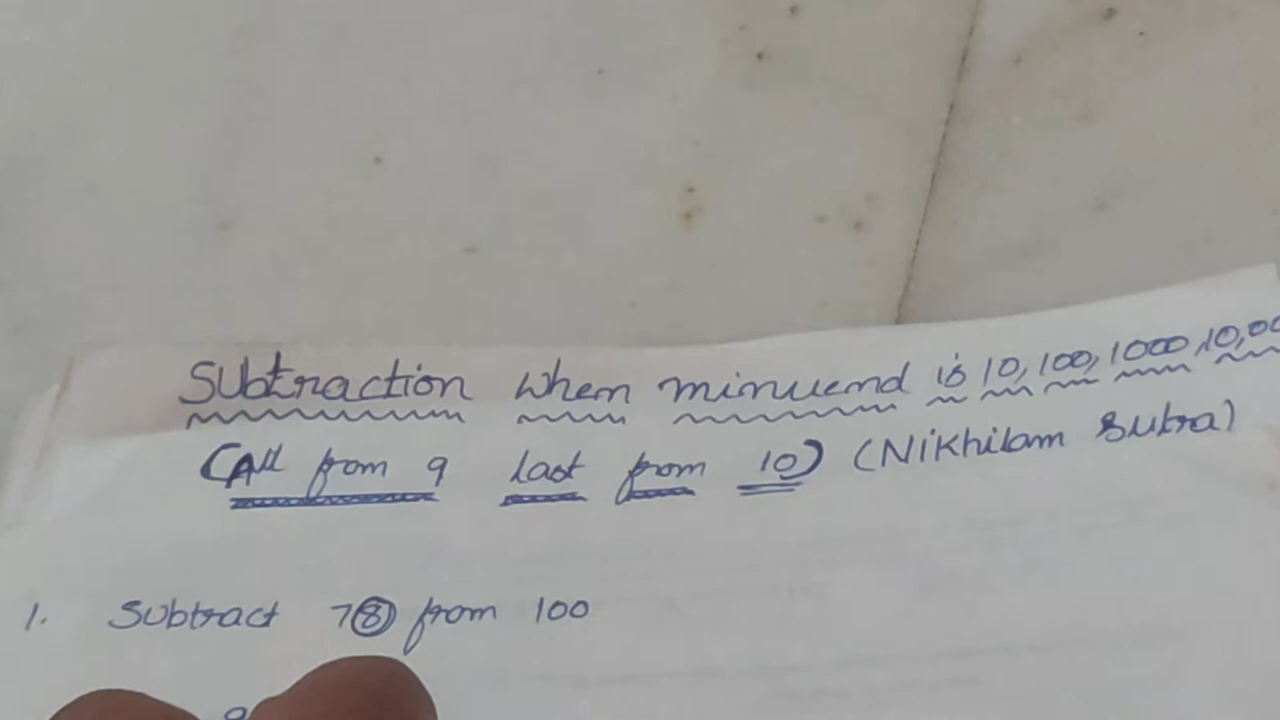 Subtraction when minuend is 10, 100, 1000, 10,00
(All from 9 last from 10) (Nikhilam Sutra)
1. Subtract 78 from 100
9